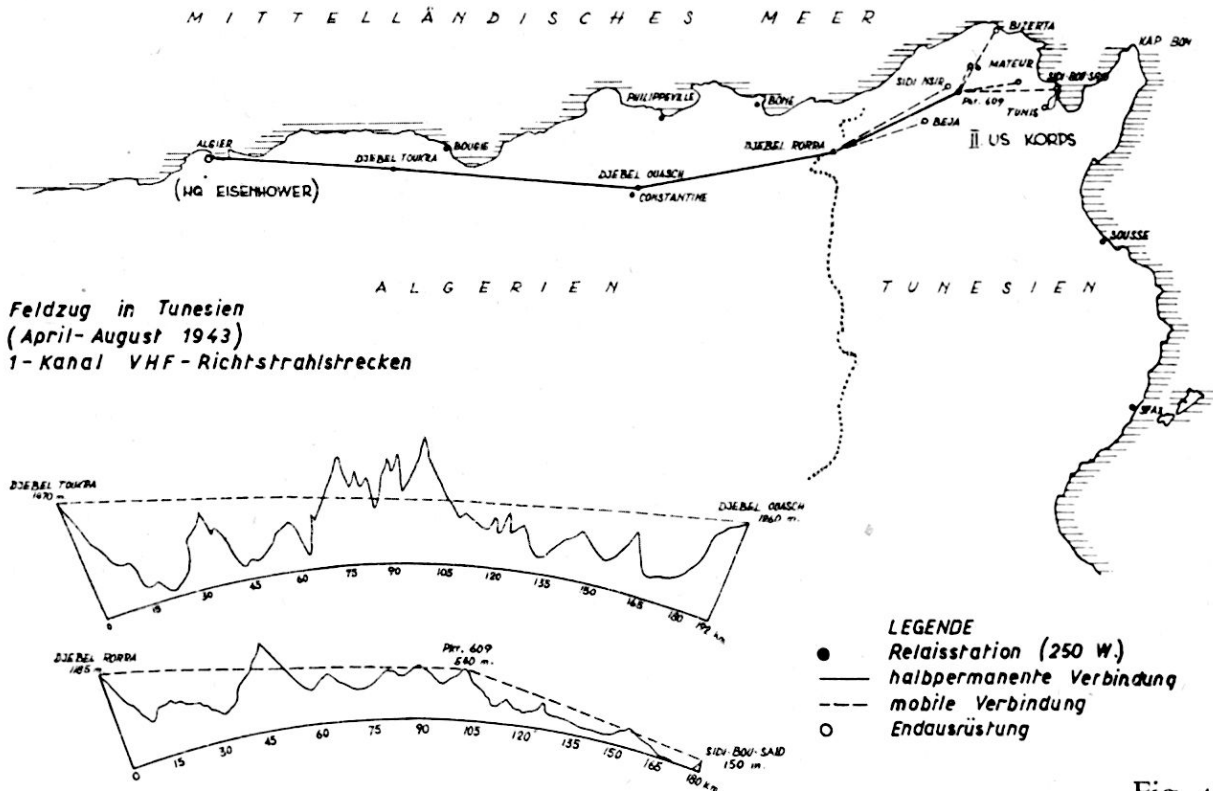 MITTELLÄNDISCHES MEER
BIZERTA
KAP BON
MATEUR
SIDI NSIR
PHILIPPEVILLE
BÔNE
TUNIS
Pkt. 609
BEJA
II. US KORPS
ALGIER
BOUGIE
DJEBEL RORRA
DJEBEL TOUKRA
DJEBEL OUASCH
(HQ EISENHOWER)
CONSTANTINE
SOUSSE
ALGERIEN
TUNESIEN
Feldzug in Tunesien
(April-August 1943)
1-Kanal VHF-Richtstrahlstrecken
SFAX
DJEBEL TOUKRA
1470 m.
DJEBEL OUASCH
1260 m.
0 15 30 45 60 75 90 105 120 135 150 165 180 192 km.
DJEBEL RORRA
1185 m.
Pkt. 609
SIDI-BOU-SAID
150 m.
0 15 30 45 60 75 90 105 120 135 150 165 180 km
LEGENDE
Relaisstation (250 W.)
halbpermanente Verbindung
mobile Verbindung
Endausrüstung